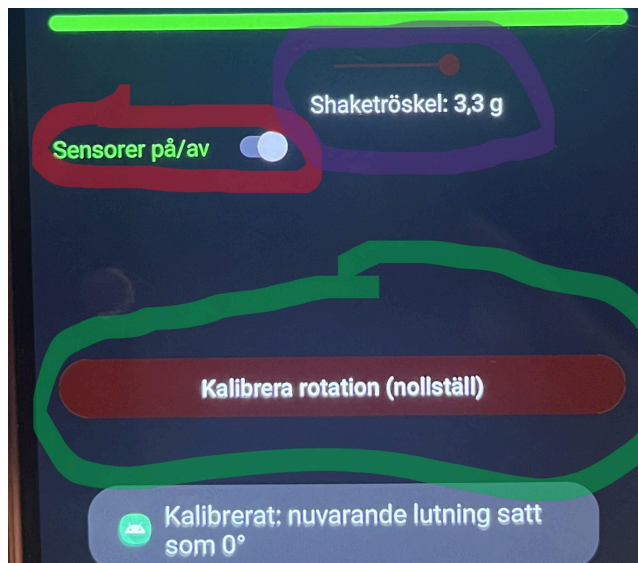 Shaketröskel: 3,3 g
Sensorer på/av
Kalibrera rotation (nollställ)
Kalibrerat: nuvarande lutning satt
som 0°